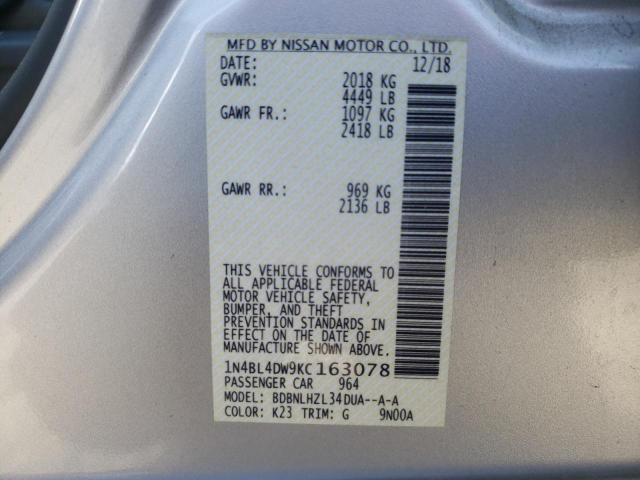 MFD BY NISSAN MOTOR CO., LTD.
DATE: 12/18
GVWR: 2018 KG
4449 LB
GAWR FR.: 1097 KG
2418 LB
GAWR RR.: 969 KG
2136 LB
THIS VEHICLE CONFORMS TO
ALL APPLICABLE FEDERAL
MOTOR VEHICLE SAFETY,
BUMPER, AND THEFT
PREVENTION STANDARDS IN
EFFECT ON THE DATE OF
MANUFACTURE SHOWN ABOVE.
1N4BL4DW9KC163078
PASSENGER CAR 964
MODEL: BDBNLHZL34DUA--A-A
COLOR: K23 TRIM: G 9N00A